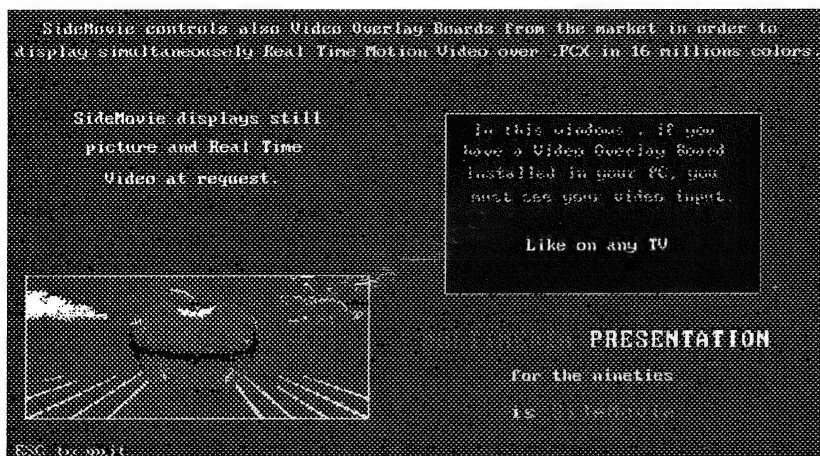 SideMovie controls also Video Overlay Boards from the market in order to
display simultaneousely Real Time Motion Video over .PCX in 16 millions colors
SideMovie displays still
picture and Real Time
Video at request.
In this windows , if you
have a Video Overlay Board
installed in your PC, you
must see your video input.
Like on any TV
PRESENTATION
for the nineties
is
ESC to quit